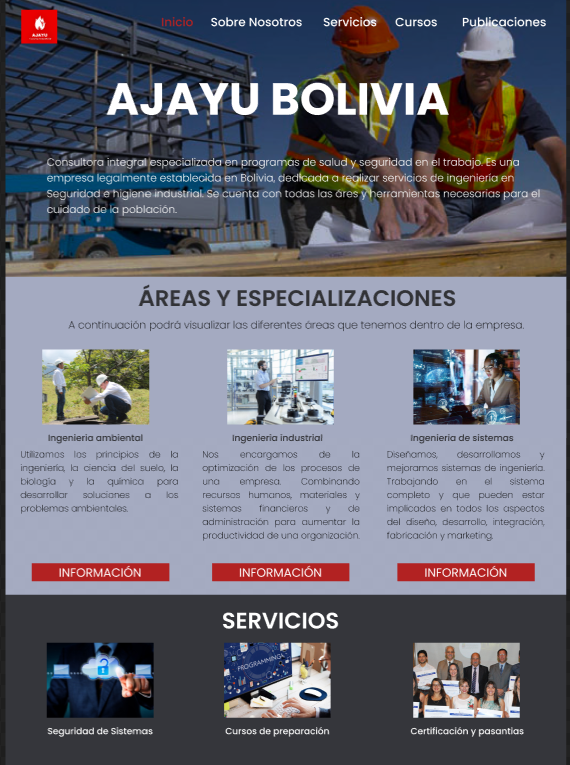 AJAYU
Inicio Sobre Nosotros Servicios Cursos Publicaciones
AJAYU BOLIVIA
Consultora integral especializada en programas de salud y seguridad en el trabajo. Es una
empresa legalmente establecida en Bolivia, dedicada a realizar servicios de Ingeniería en
Seguridad e higiene industrial. Se cuenta con todas las áres y herramientas necesarias para el
cuidado de la población.
ÁREAS Y ESPECIALIZACIONES
A continuación podrá visualizar las diferentes áreas que tenemos dentro de la empresa.
Ingenieria ambiental
Utilizamos los principios de la
ingeniería, la ciencia del suelo, la
biología y la química para
desarrollar soluciones a los
problemas ambientales.
INFORMACIÓN
Ingenieria industrial
Nos encargamos de la
optimización de los procesos de
una empresa. Combinando
recursos humanos, materiales y
sistemas financieros y de
administración para aumentar la
productividad de una organización.
INFORMACIÓN
Ingenieria de sistemas
Diseñamos, desarrollamos y
mejoramos sistemas de ingeniería.
Trabajando en el sistema
completo y que pueden estar
implicados en todos los aspectos
del diseño, desarrollo, integración,
fabricación y marketing.
INFORMACIÓN
SERVICIOS
Seguridad de Sistemas
PROGRAMMING
Cursos de preparación
Certificación y pasantias